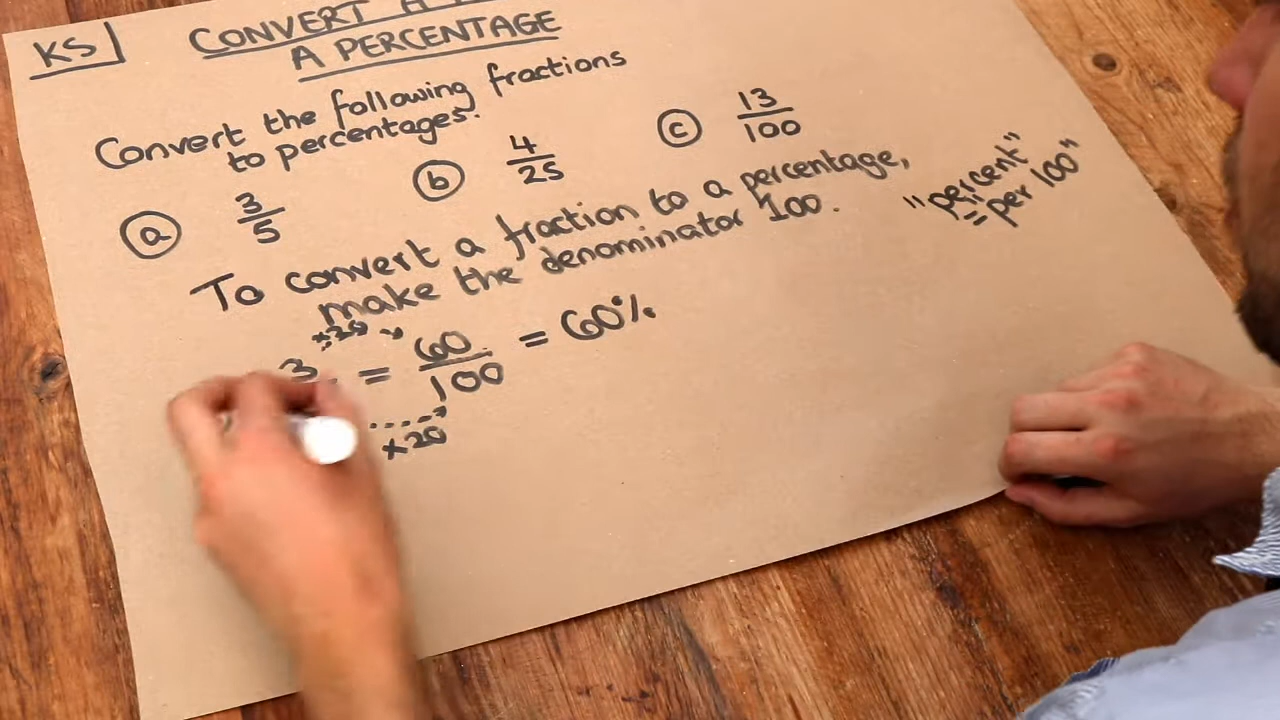 KS
CONVERT A
A PERCENTAGE
Convert the following fractions
to percentages.
a 3/5
b 4/25
c 13/100
To convert a fraction to a percentage,
make the denominator 100.
"percent"
= per 100"
×20
3 = 60/100 = 60%
×20